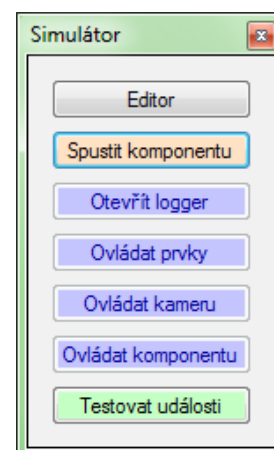 Simulátor
Editor
Spustit komponentu
Otevřít logger
Ovládat prvky
Ovládat kameru
Ovládat komponentu
Testovat události